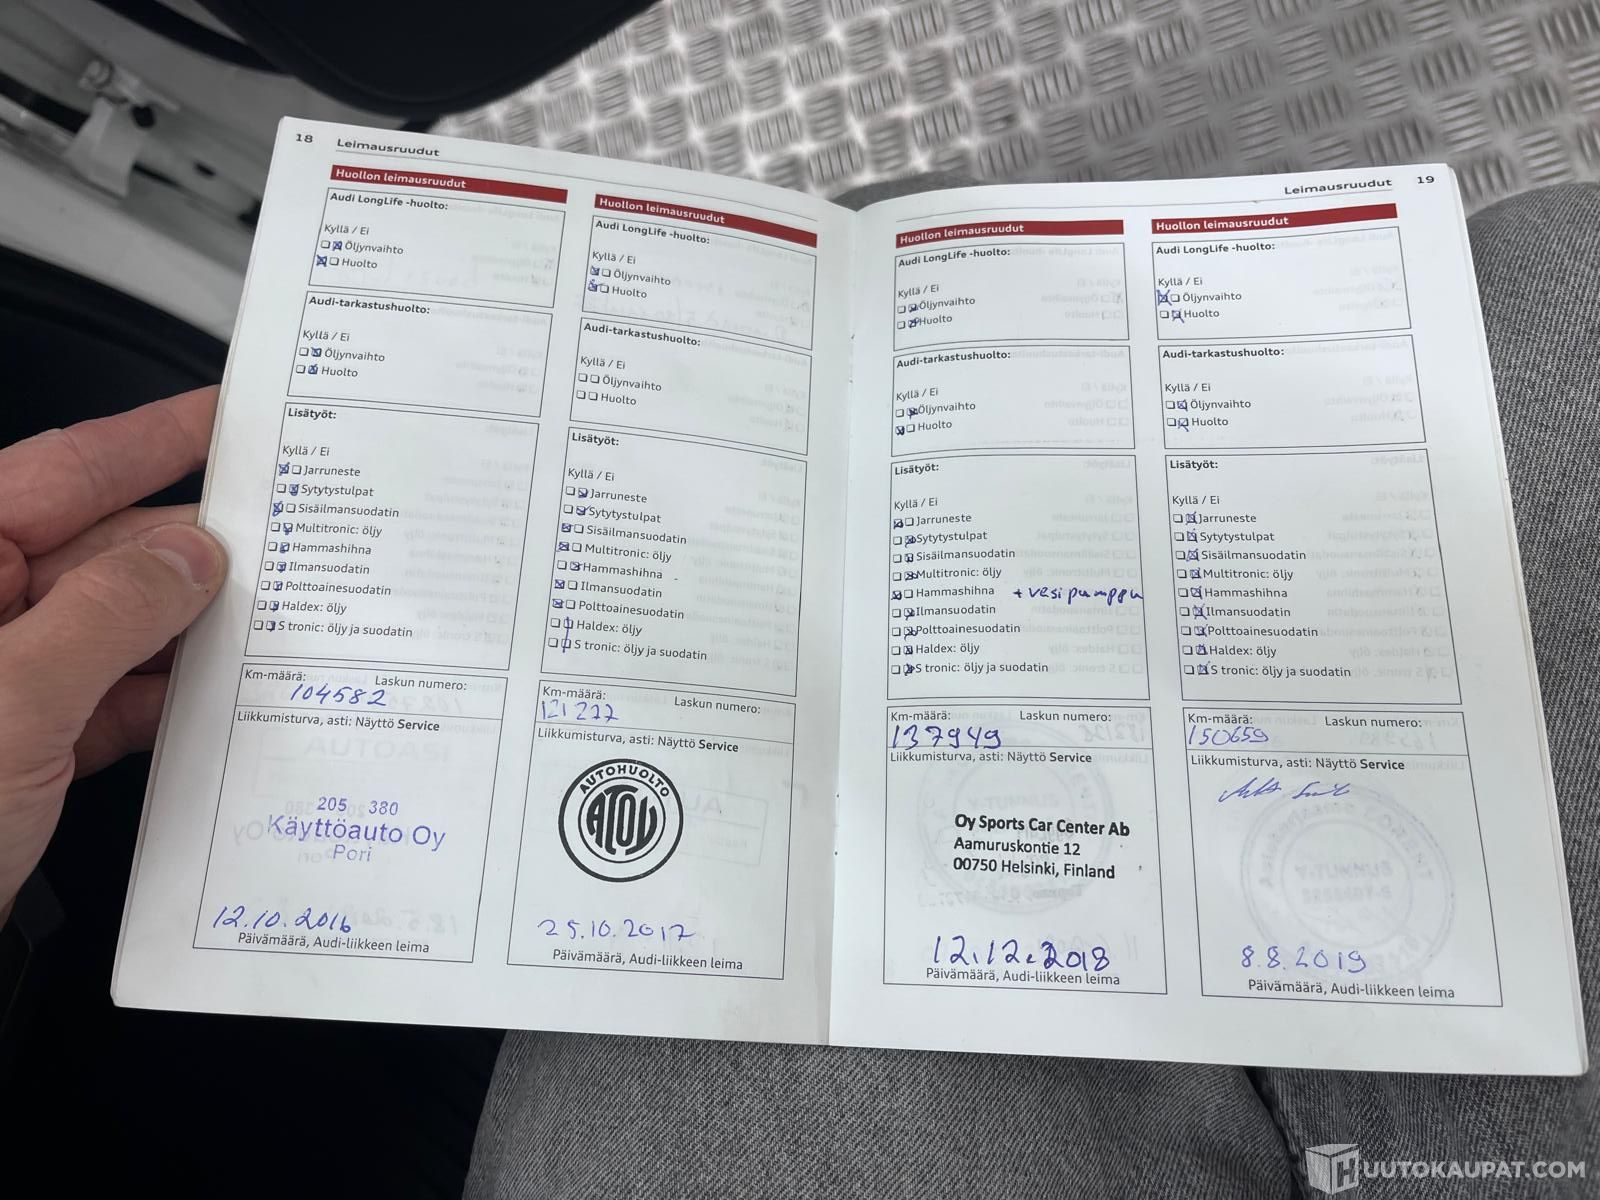 18 Leimausruudut
Huollon leimausruudut
Audi LongLife -huolto:
Kyllä / Ei
Öljynvaihto
Huolto
Audi-tarkastushuolto:
Kyllä / Ei
Öljynvaihto
Huolto
Lisätyöt:
Kyllä / Ei
Jarruneste
Sytytystulpat
Sisäilmansuodatin
Multitronic: öljy
Hammashihna
Ilmansuodatin
Polttoainesuodatin
Haldex: öljy
S tronic: öljy ja suodatin
Km-määrä: Laskun numero:
104582
Liikkumisturva, asti: Näyttö Service
205 380
Käyttöauto Oy
Pori
12.10.2016
Päivämäärä, Audi-liikkeen leima
Huollon leimausruudut
Audi LongLife -huolto:
Kyllä / Ei
Öljynvaihto
Huolto
Audi-tarkastushuolto:
Kyllä / Ei
Öljynvaihto
Huolto
Lisätyöt:
Kyllä / Ei
Jarruneste
Sytytystulpat
Sisäilmansuodatin
Multitronic: öljy
Hammashihna
Ilmansuodatin
Polttoainesuodatin
Haldex: öljy
S tronic: öljy ja suodatin
Km-määrä: Laskun numero:
121277
Liikkumisturva, asti: Näyttö Service
AUTOHUOLTO
ATOY
25.10.2017
Päivämäärä, Audi-liikkeen leima
Leimausruudut 19
Huollon leimausruudut
Audi LongLife -huolto:
Kyllä / Ei
Öljynvaihto
Huolto
Audi-tarkastushuolto:
Kyllä / Ei
Öljynvaihto
Huolto
Lisätyöt:
Kyllä / Ei
Jarruneste
Sytytystulpat
Sisäilmansuodatin
Multitronic: öljy
Hammashihna + vesipumppu
Ilmansuodatin
Polttoainesuodatin
Haldex: öljy
S tronic: öljy ja suodatin
Km-määrä: Laskun numero:
137949
Liikkumisturva, asti: Näyttö Service
Oy Sports Car Center Ab
Aamuruskontie 12
00750 Helsinki, Finland
12.12.2018
Päivämäärä, Audi-liikkeen leima
Huollon leimausruudut
Audi LongLife -huolto:
Kyllä / Ei
Öljynvaihto
Huolto
Audi-tarkastushuolto:
Kyllä / Ei
Öljynvaihto
Huolto
Lisätyöt:
Kyllä / Ei
Jarruneste
Sytytystulpat
Sisäilmansuodatin
Multitronic: öljy
Hammashihna
Ilmansuodatin
Polttoainesuodatin
Haldex: öljy
S tronic: öljy ja suodatin
Km-määrä: Laskun numero:
150659
Liikkumisturva, asti: Näyttö Service
8.8.2019
Päivämäärä, Audi-liikkeen leima
HUUTOKAUPAT.COM